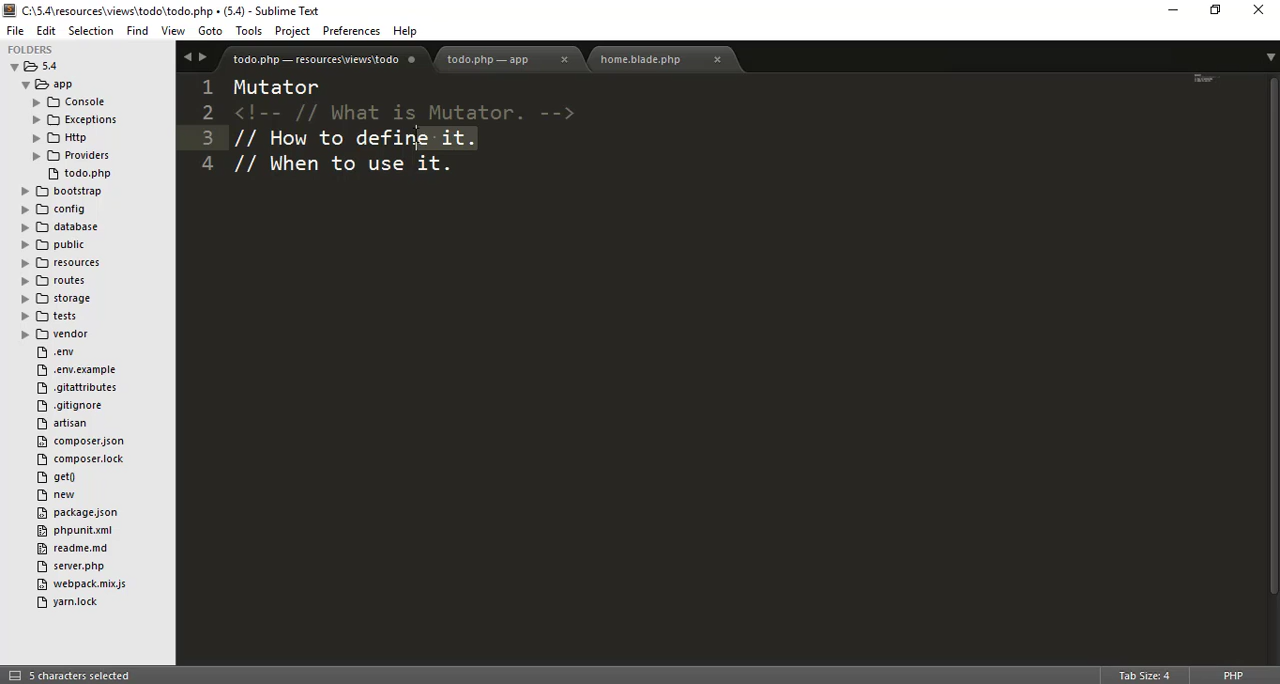 C:\5.4\resources\views\todo\todo.php • (5.4) - Sublime Text
File Edit Selection Find View Goto Tools Project Preferences Help
FOLDERS
5.4
app
Console
Exceptions
Http
Providers
todo.php
bootstrap
config
database
public
resources
routes
storage
tests
vendor
.env
.env.example
.gitattributes
.gitignore
artisan
composer.json
composer.lock
get()
new
package.json
phpunit.xml
readme.md
server.php
webpack.mix.js
yarn.lock
todo.php — resources\views\todo
todo.php — app
home.blade.php
1 Mutator
2 <!-- // What is Mutator. -->
3 // How to define it.
4 // When to use it.
5 characters selected
Tab Size: 4
PHP